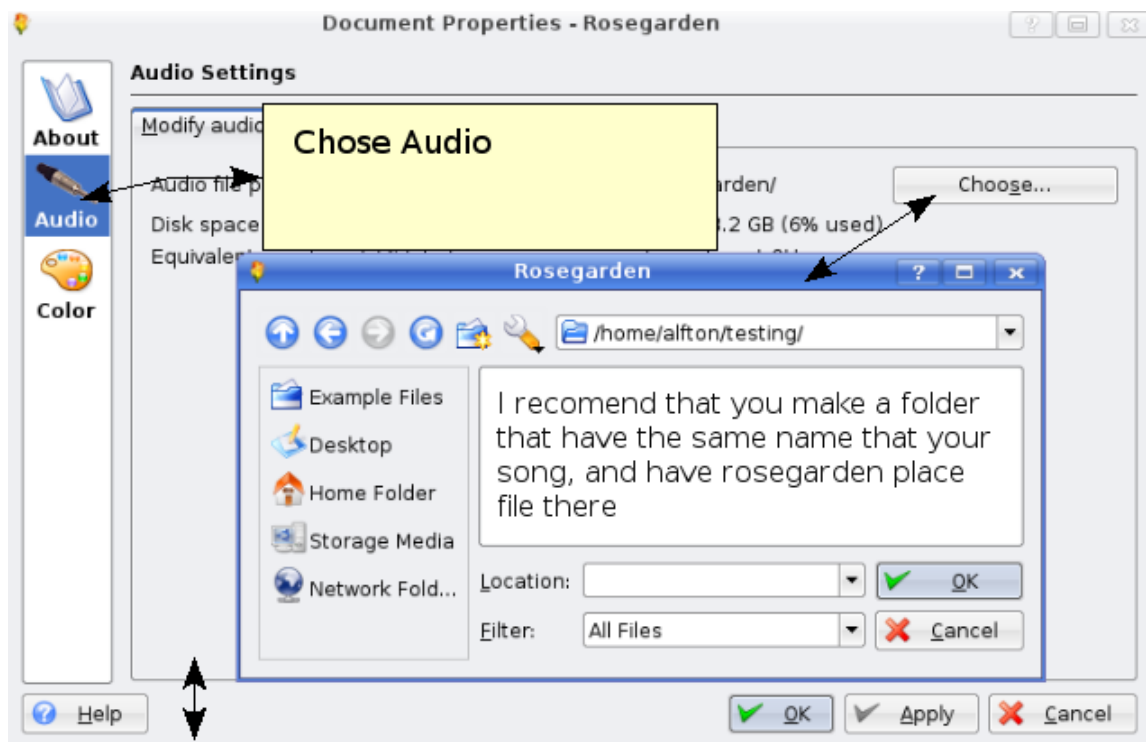 Document Properties - Rosegarden
Audio Settings
About
Audio
Color
Modify audio
Chose Audio
Audio file p
arden/
Choose...
Disk space
.2 GB (6% used)
Equivalen
Rosegarden
/home/alfton/testing/
Example Files
Desktop
Home Folder
Storage Media
Network Fold...
I recomend that you make a folder
that have the same name that your
song, and have rosegarden place
file there
Location:
OK
Filter:
All Files
Cancel
Help
OK
Apply
Cancel